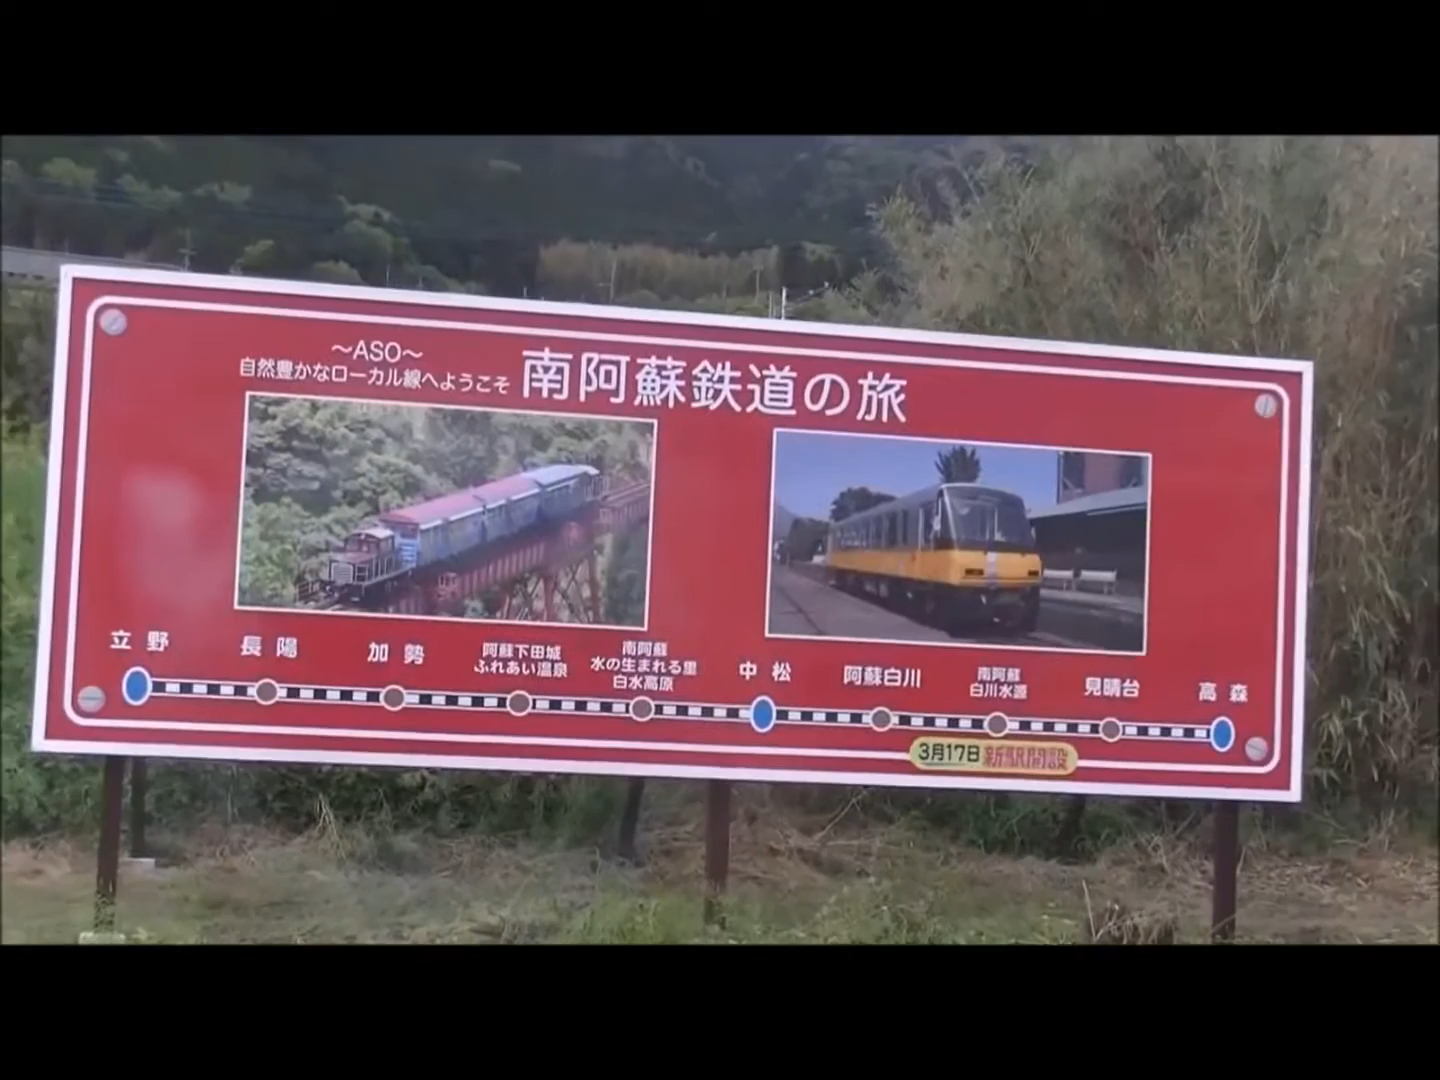 〜ASO〜
自然豊かなローカル線へようこそ
南阿蘇鉄道の旅
立野
長陽
加勢
阿蘇下田城
ふれあい温泉
南阿蘇
水の生まれる里
白水高原
中松
阿蘇白川
南阿蘇
白川水源
見晴台
高森
3月17日 新駅開設